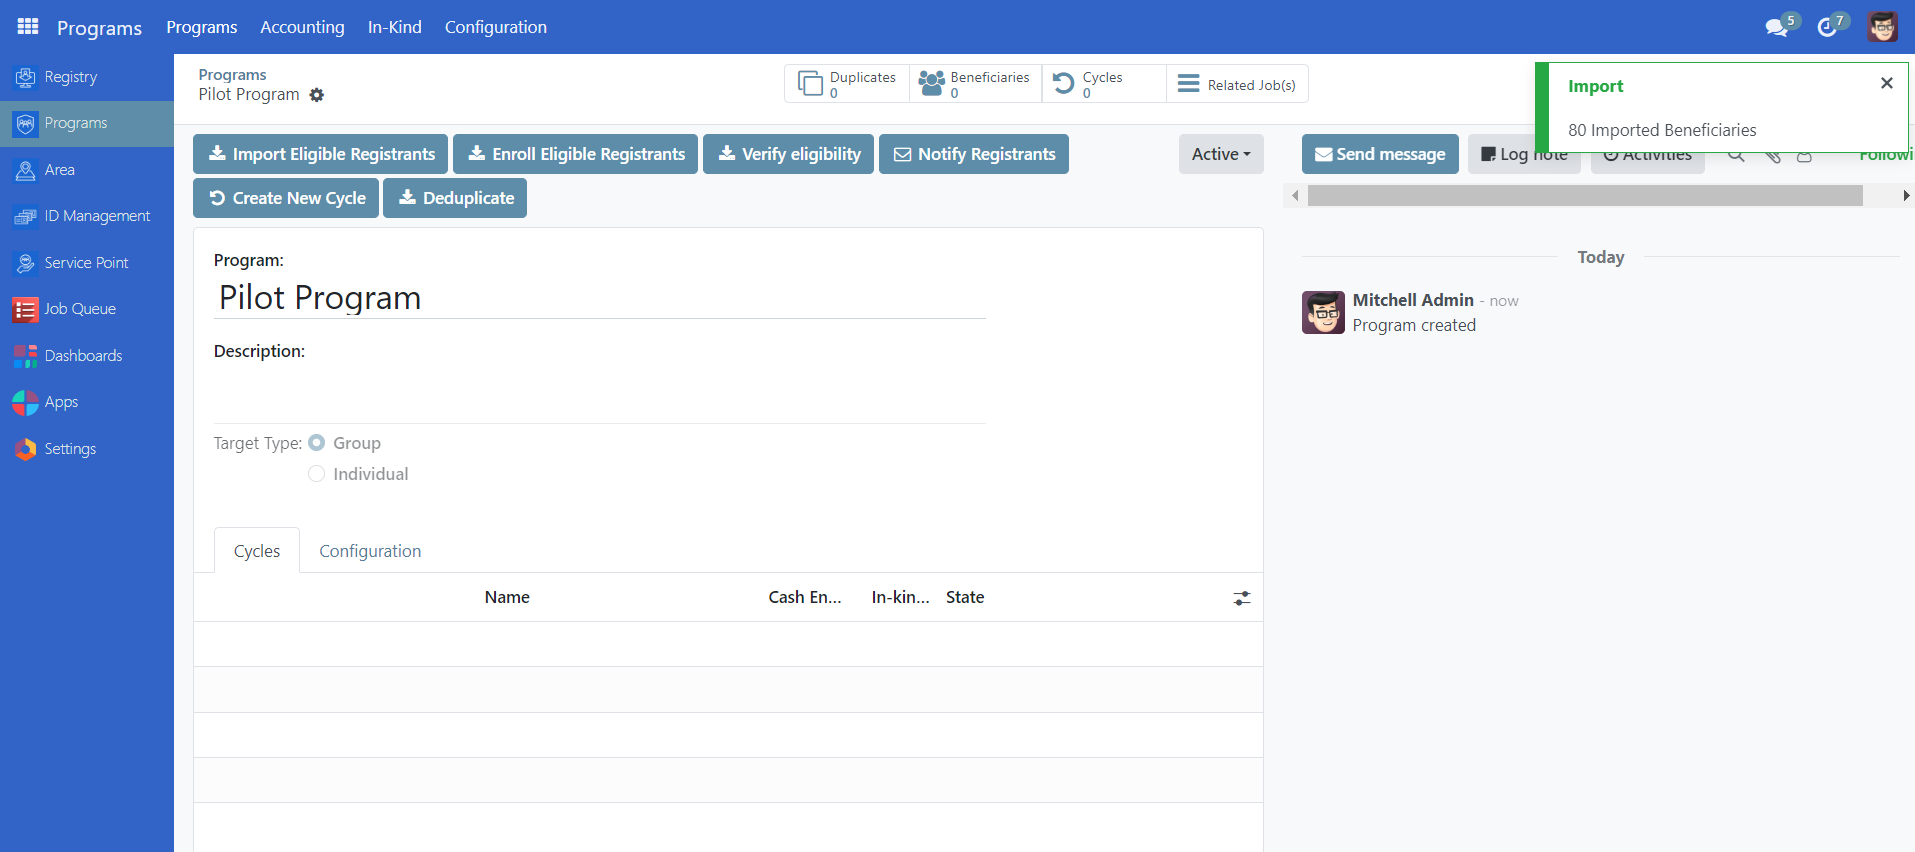 Programs
Programs
Accounting
In-Kind
Configuration
5
7
Registry
Programs
Area
ID Management
Service Point
Job Queue
Dashboards
Apps
Settings
Programs
Pilot Program
Duplicates
0
Beneficiaries
0
Cycles
0
Related Job(s)
Import
80 Imported Beneficiaries
Import Eligible Registrants
Enroll Eligible Registrants
Verify eligibility
Notify Registrants
Create New Cycle
Deduplicate
Active
Send message
Log note
Activities
Followi
Program:
Pilot Program
Description:
Target Type:
Group
Individual
Cycles
Configuration
Name
Cash En...
In-kin...
State
Today
Mitchell Admin - now
Program created